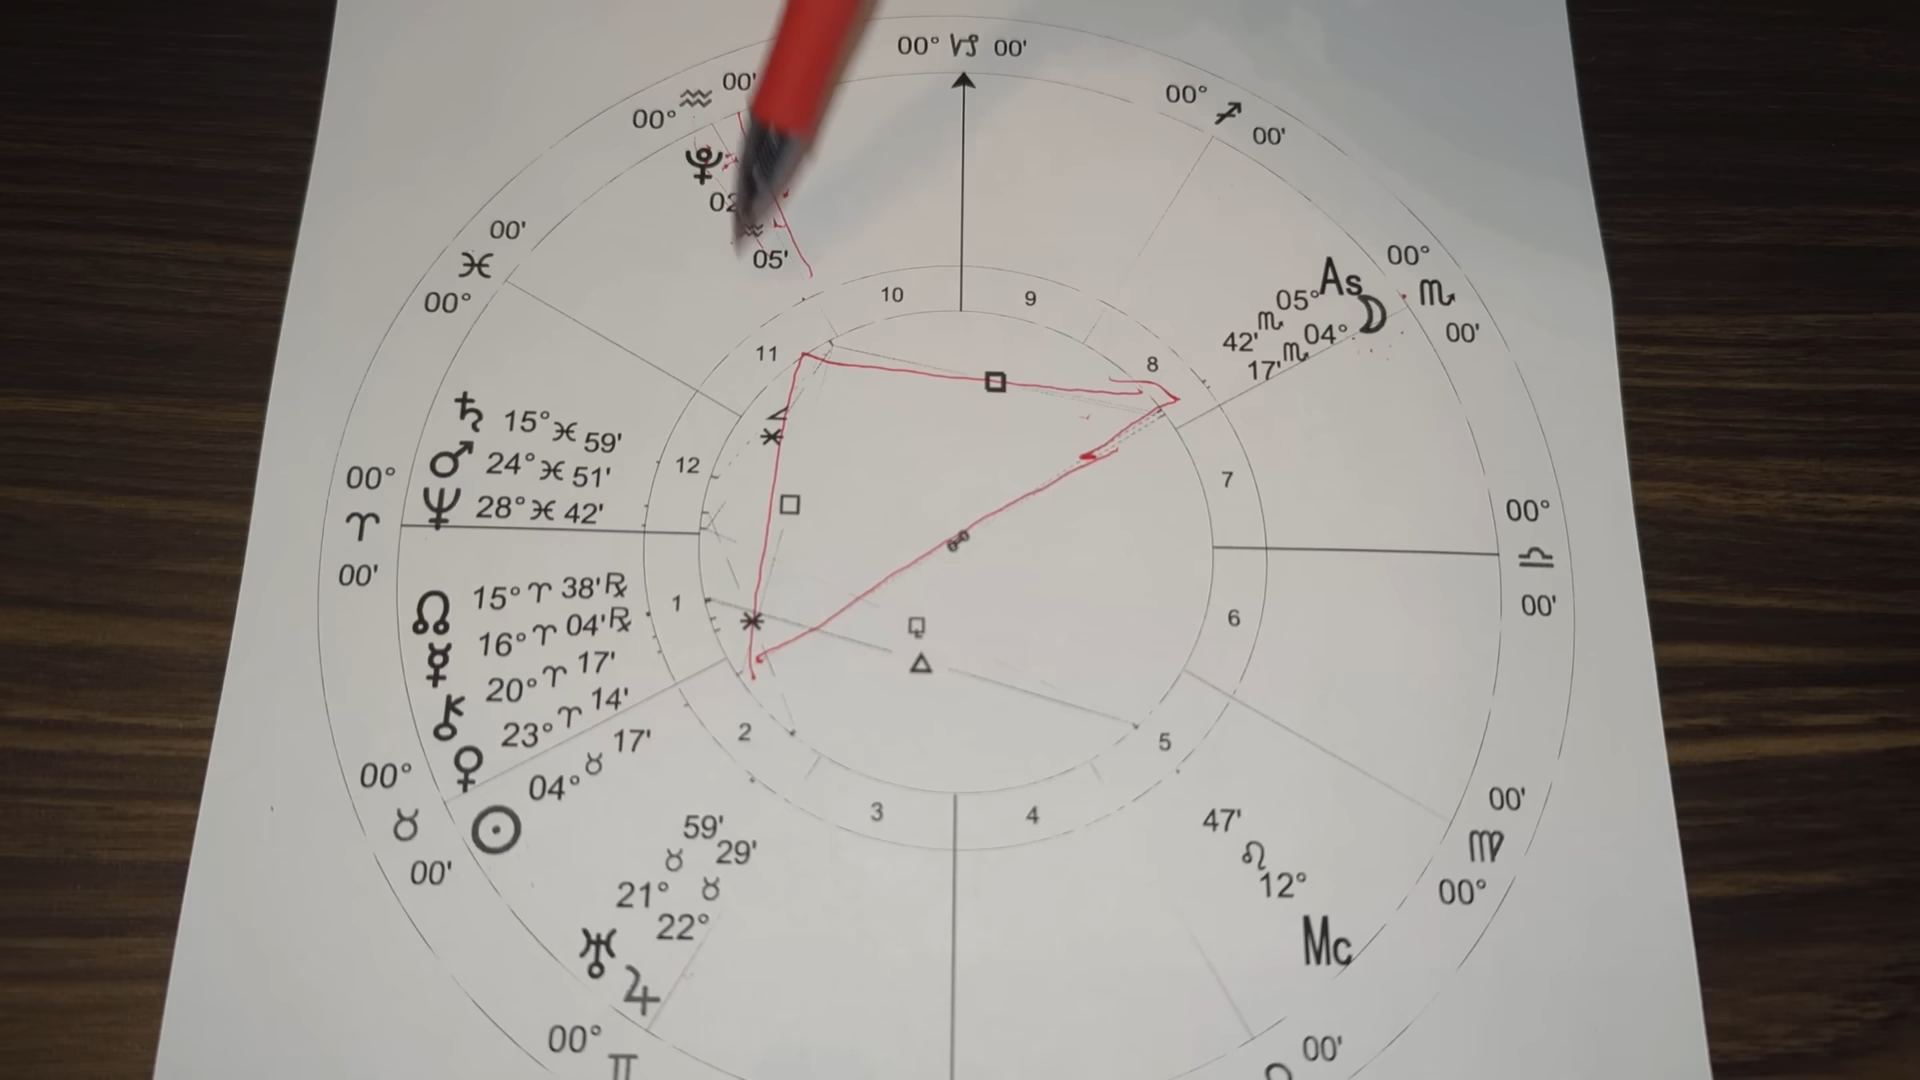 00° ♑ 00'
00° ♒ 00'
00° ♐ 00'
♇ 02 ♒ 05'
00' ♓ 00°
As 05° ♏ 42'
☽ 04° ♏ 17'
00° ♏ 00'
10
9
11
8
♄ 15° ♓ 59'
♂ 24° ♓ 51'
♆ 28° ♓ 42'
12
7
00° ♈ 00'
00° ♎ 00'
☊ 15° ♈ 38' ℞
☿ 16° ♈ 04' ℞
⚷ 20° ♈ 17'
♀ 23° ♈ 14'
1
6
☉ 04° ♉ 17'
2
5
00° ♉ 00'
3
4
00' ♍ 00°
♅ 21° ♉ 59'
♃ 22° ♉ 29'
Mc 12° ♌ 47'
00° ♊
00'